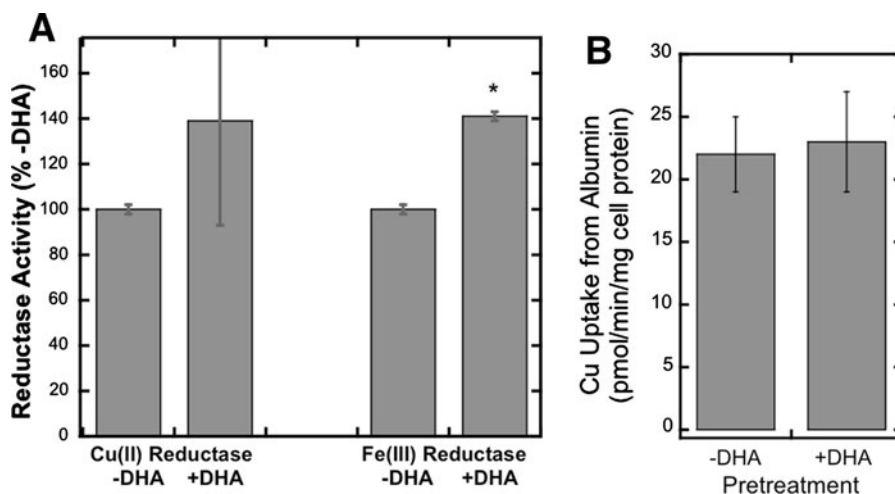 A
Reductase Activity (% -DHA)
160
140
120
100
80
60
40
20
0
*
Cu(II) Reductase
-DHA +DHA
Fe(III) Reductase
-DHA +DHA
B
Cu Uptake from Albumin
(pmol/min/mg cell protein)
30
25
20
15
10
5
0
-DHA +DHA
Pretreatment